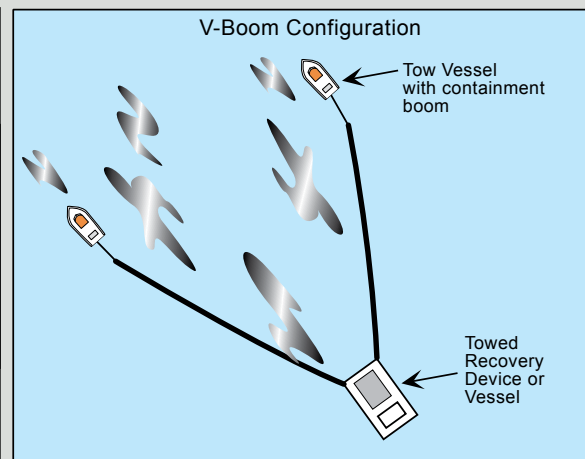 V-Boom Configuration
Tow Vessel
with containment
boom
Towed
Recovery
Device or
Vessel